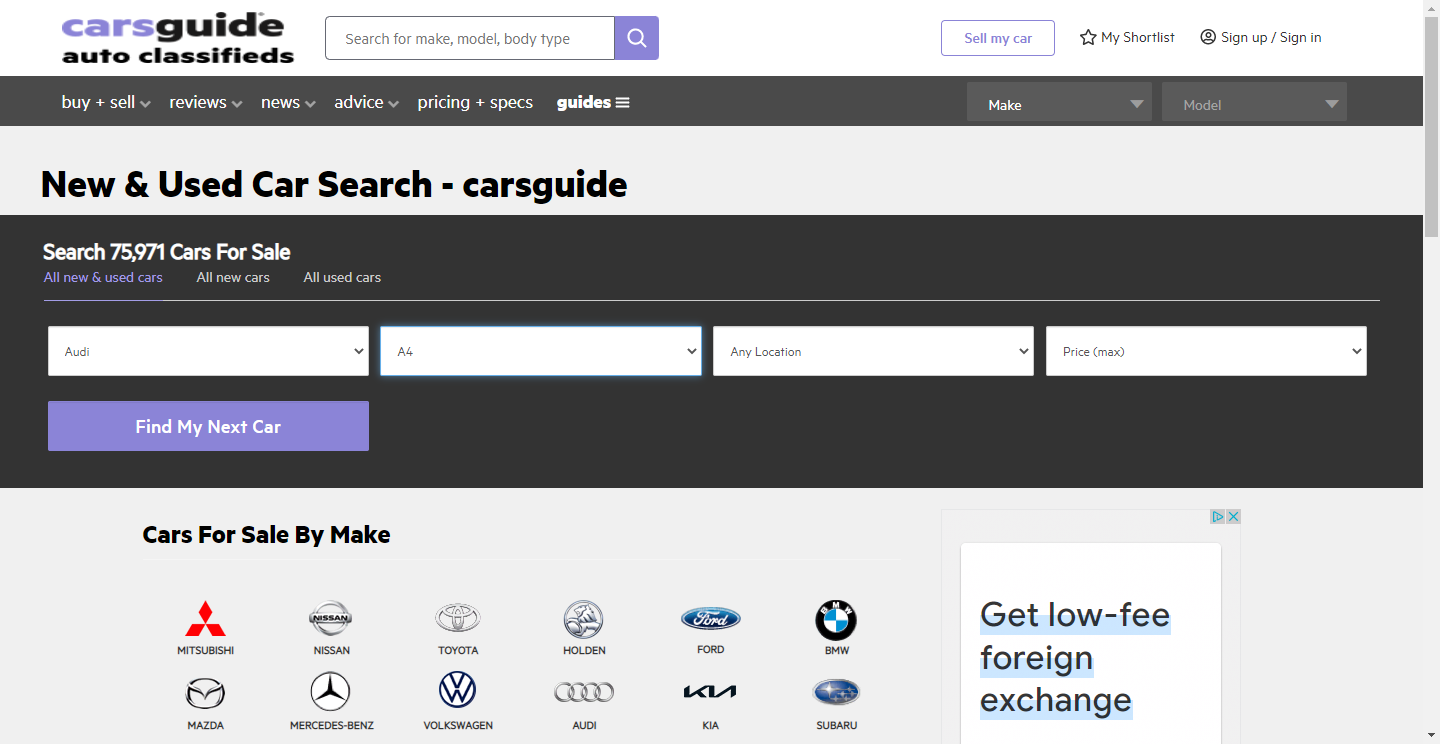 carsguide
auto classifieds
Search for make, model, body type
Sell my car
My Shortlist
Sign up / Sign in
buy + sell
reviews
news
advice
pricing + specs
guides
Make
Model
New & Used Car Search - carsguide
Search 75,971 Cars For Sale
All new & used cars
All new cars
All used cars
Audi
A4
Any Location
Price (max)
Find My Next Car
Cars For Sale By Make
NISSAN
Ford
BMW
MITSUBISHI
NISSAN
TOYOTA
HOLDEN
FORD
BMW
KIA
MAZDA
MERCEDES-BENZ
VOLKSWAGEN
AUDI
KIA
SUBARU
Get low-fee
foreign
exchange